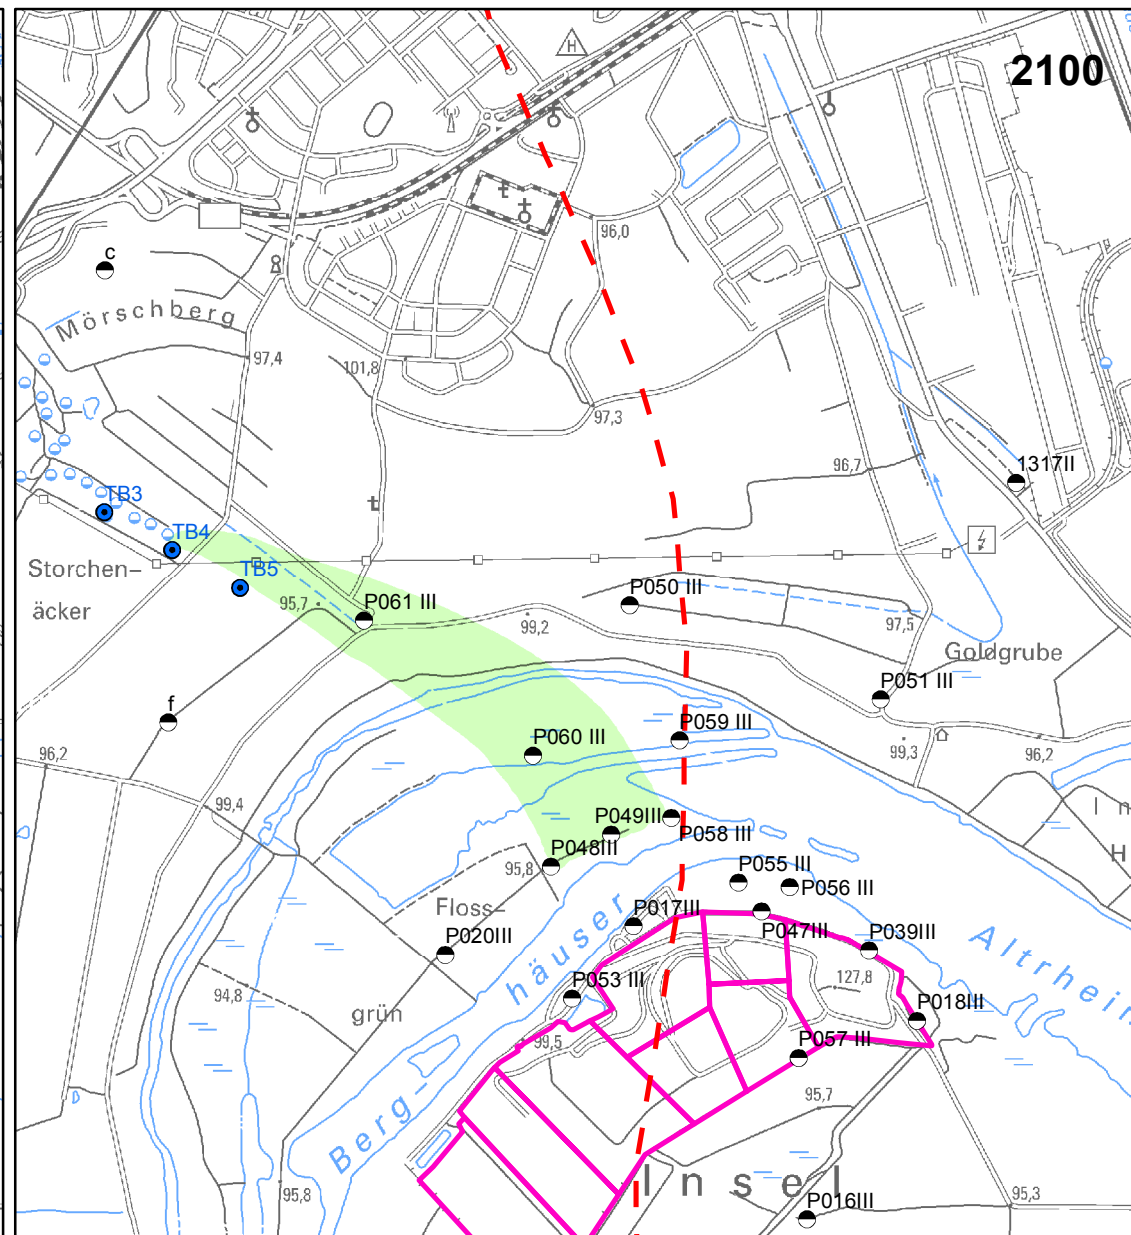 2100
H
96,0
c
Mörschberg
97,4
101,8
97,3
96,7
1317II
TB3
TB4
Storchen–
äcker
TB5
95,7
P061 III
P050 III
99,2
97,5
Goldgrube
P051 III
f
P059 III
P060 III
99,3
96,2
96,2
99,4
I n
H
P049III
P058 III
P048III
95,8
P055 III
P056 III
Floss–
grün
P017III
P047III
P039III
P020III
Altrhein
P053 III
127,8
94,8
P018III
99,5
P057 III
95,7
Berg–
häuser
Insel
95,8
95,3
P016III